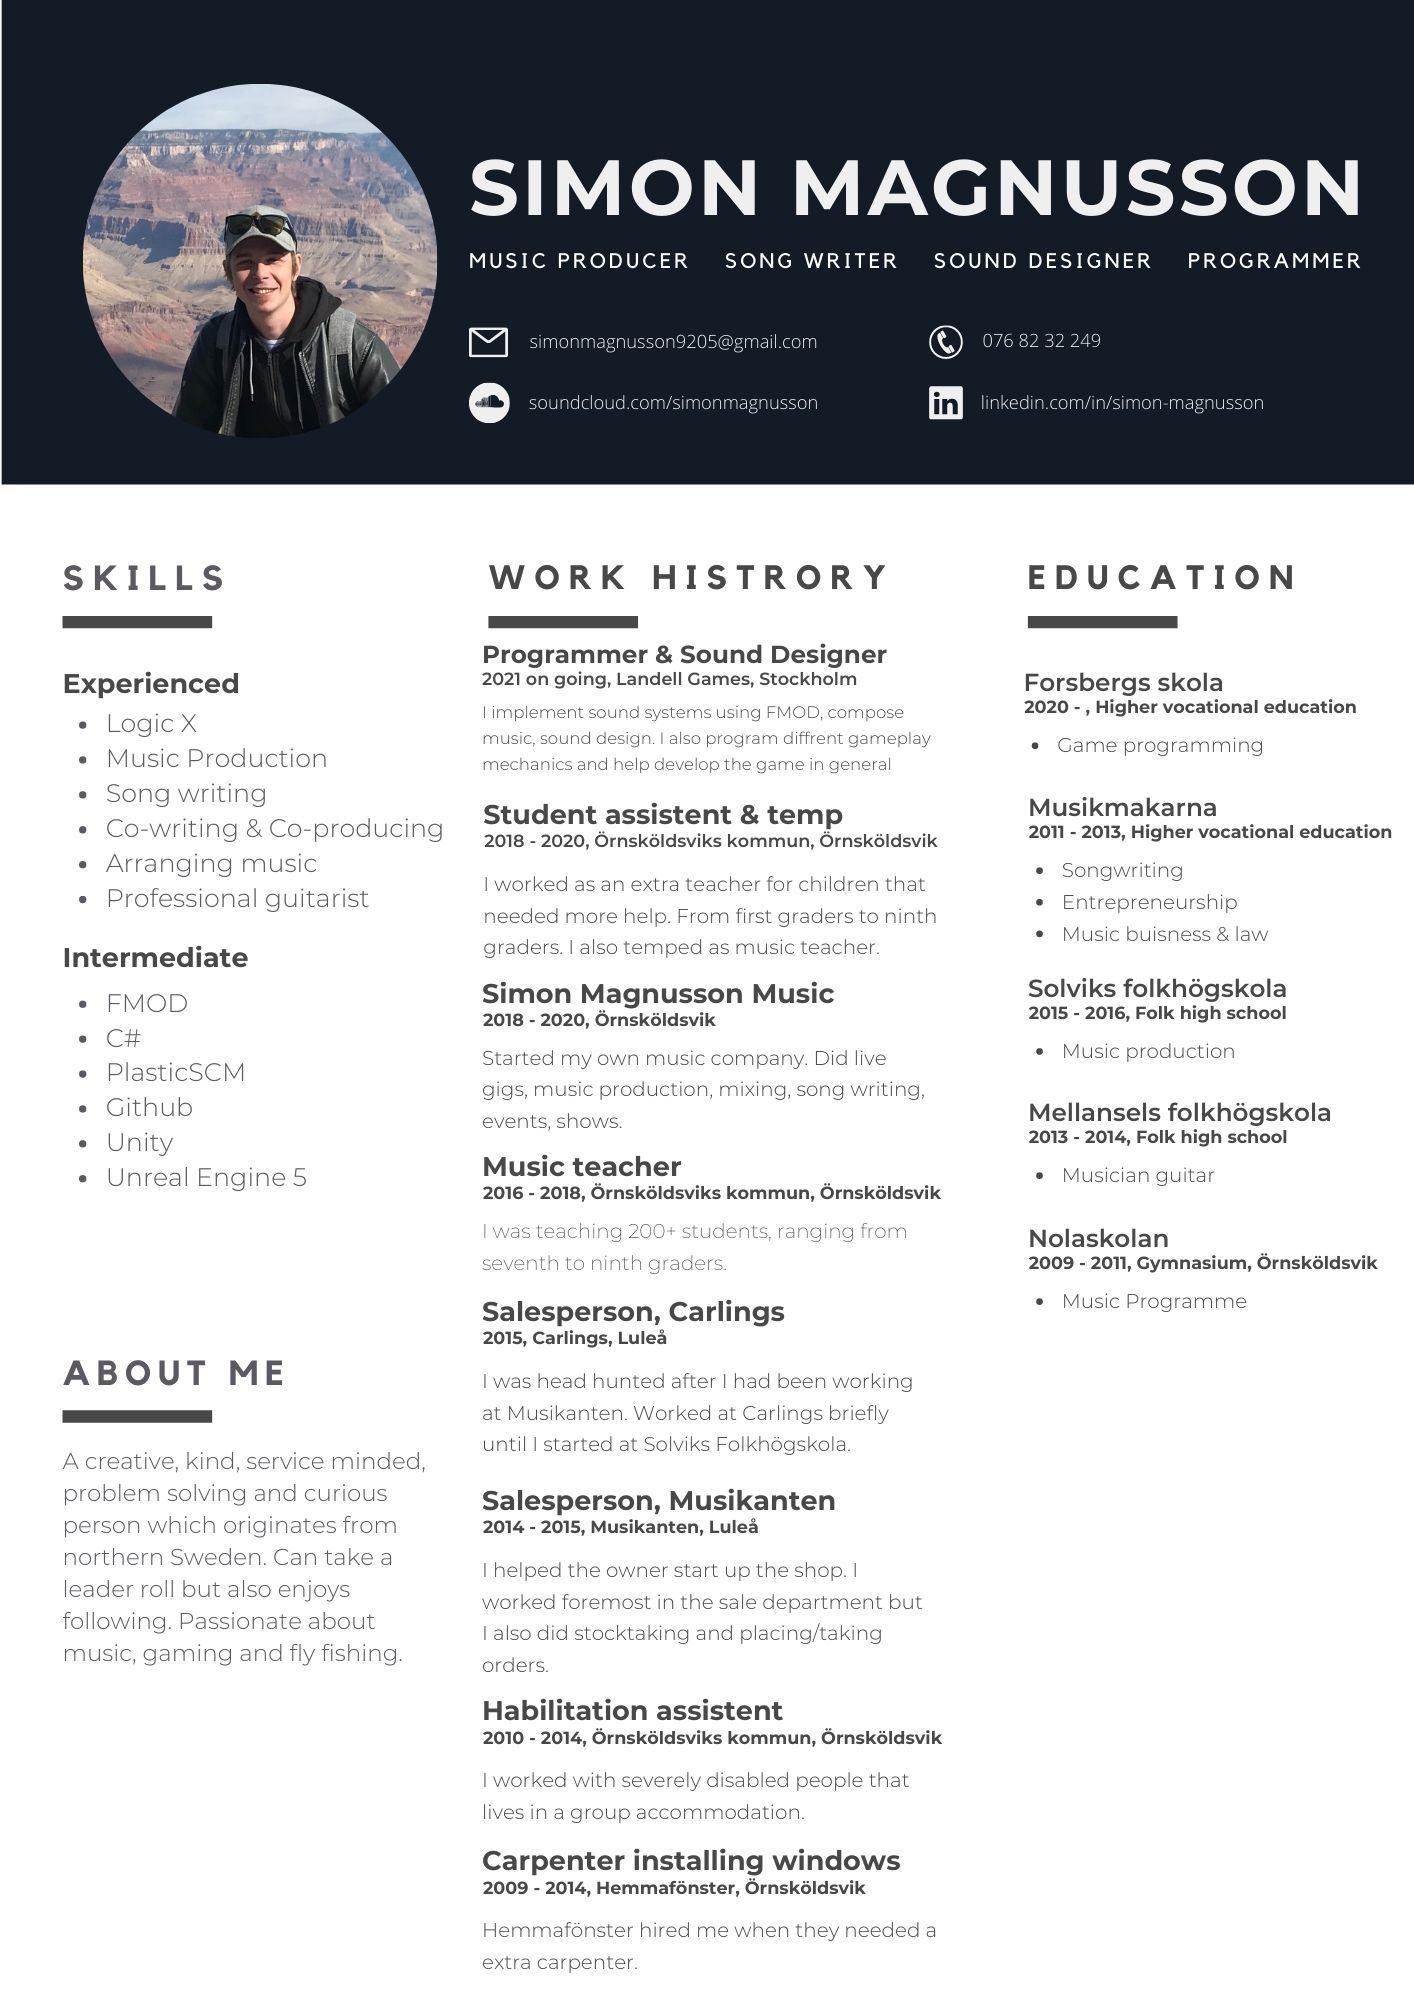 SIMON MAGNUSSON
MUSIC PRODUCER SONG WRITER SOUND DESIGNER PROGRAMMER
simonmagnusson9205@gmail.com
076 82 32 249
soundcloud.com/simonmagnusson
linkedin.com/in/simon-magnusson
SKILLS
Experienced
• Logic X
• Music Production
• Song writing
• Co-writing & Co-producing
• Arranging music
• Professional guitarist
Intermediate
• FMOD
• C#
• PlasticSCM
• Github
• Unity
• Unreal Engine 5
ABOUT ME
A creative, kind, service minded,
problem solving and curious
person which originates from
northern Sweden. Can take a
leader roll but also enjoys
following. Passionate about
music, gaming and fly fishing.
WORK HISTRORY
Programmer & Sound Designer
2021 on going, Landell Games, Stockholm
I implement sound systems using FMOD, compose
music, sound design. I also program diffrent gameplay
mechanics and help develop the game in general
Student assistent & temp
2018 - 2020, Örnsköldsviks kommun, Örnsköldsvik
I worked as an extra teacher for children that
needed more help. From first graders to ninth
graders. I also temped as music teacher.
Simon Magnusson Music
2018 - 2020, Örnsköldsvik
Started my own music company. Did live
gigs, music production, mixing, song writing,
events, shows.
Music teacher
2016 - 2018, Örnsköldsviks kommun, Örnsköldsvik
I was teaching 200+ students, ranging from
seventh to ninth graders.
Salesperson, Carlings
2015, Carlings, Luleå
I was head hunted after I had been working
at Musikanten. Worked at Carlings briefly
until I started at Solviks Folkhögskola.
Salesperson, Musikanten
2014 - 2015, Musikanten, Luleå
I helped the owner start up the shop. I
worked foremost in the sale department but
I also did stocktaking and placing/taking
orders.
Habilitation assistent
2010 - 2014, Örnsköldsviks kommun, Örnsköldsvik
I worked with severely disabled people that
lives in a group accommodation.
Carpenter installing windows
2009 - 2014, Hemmafönster, Örnsköldsvik
Hemmafönster hired me when they needed a
extra carpenter.
EDUCATION
Forsbergs skola
2020 - , Higher vocational education
• Game programming
Musikmakarna
2011 - 2013, Higher vocational education
• Songwriting
• Entrepreneurship
• Music buisness & law
Solviks folkhögskola
2015 - 2016, Folk high school
• Music production
Mellansels folkhögskola
2013 - 2014, Folk high school
• Musician guitar
Nolaskolan
2009 - 2011, Gymnasium, Örnsköldsvik
• Music Programme